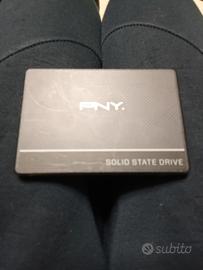 PNY.
SOLID STATE DRIVE
subito